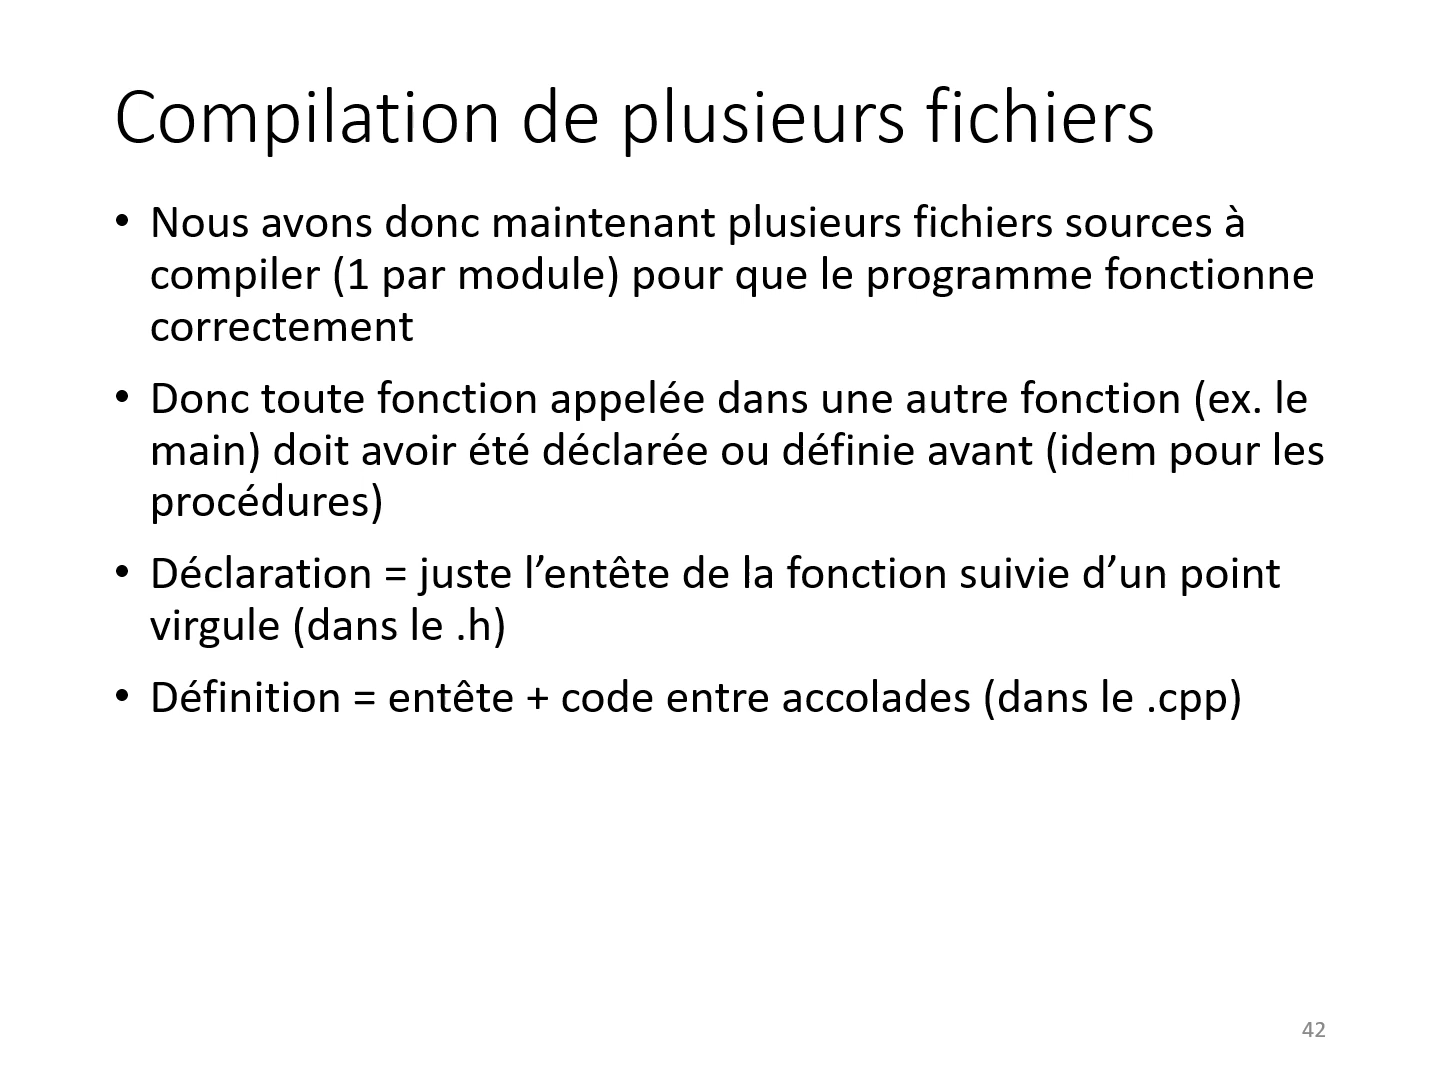 Compilation de plusieurs fichiers
• Nous avons donc maintenant plusieurs fichiers sources à
compiler (1 par module) pour que le programme fonctionne
correctement
• Donc toute fonction appelée dans une autre fonction (ex. le
main) doit avoir été déclarée ou définie avant (idem pour les
procédures)
• Déclaration = juste l’entête de la fonction suivie d’un point
virgule (dans le .h)
• Définition = entête + code entre accolades (dans le .cpp)
42